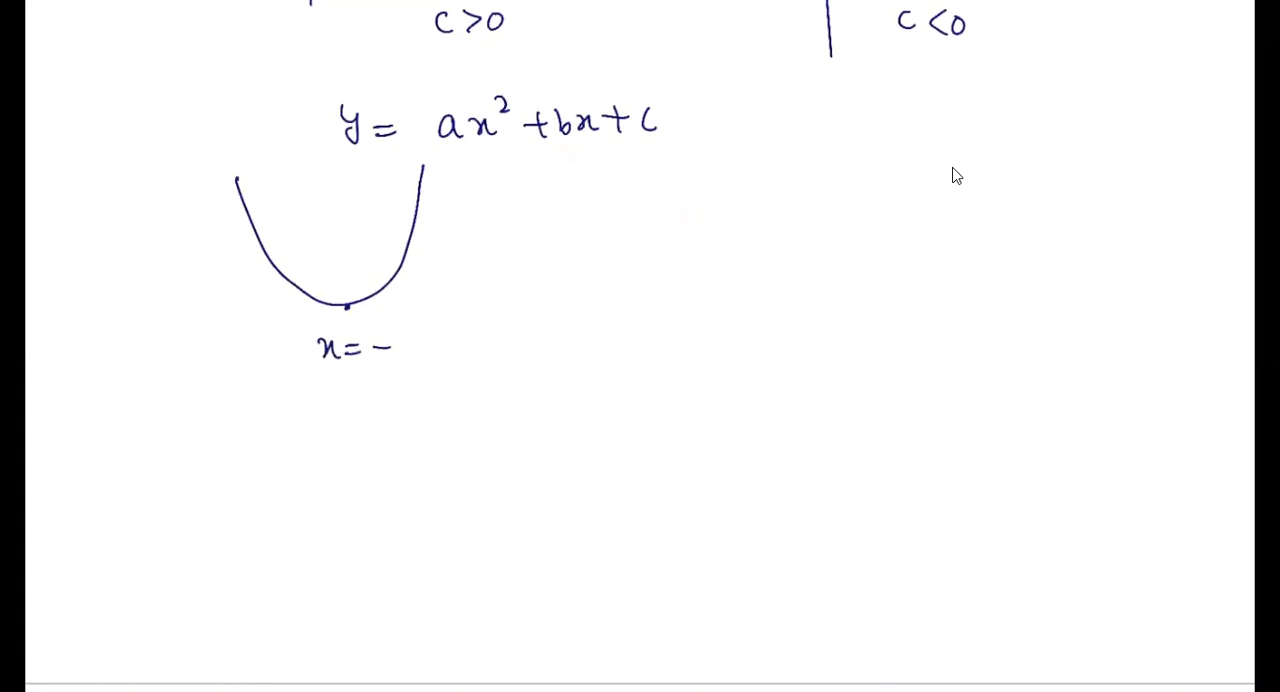 c > 0 c < 0
y = ax² + bx + c
x = -